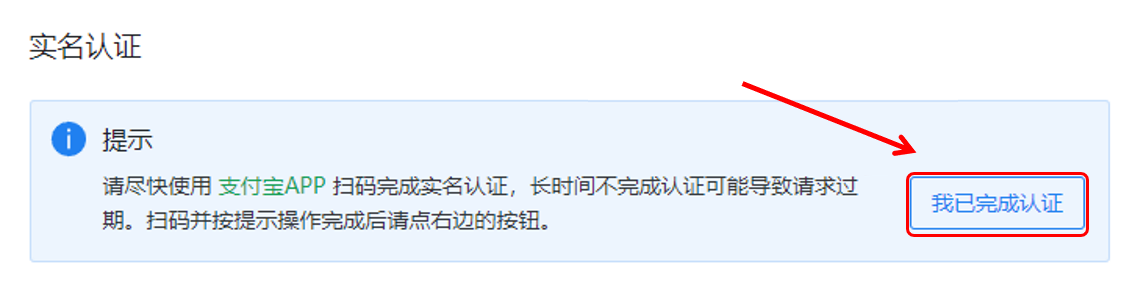 实名认证
提示
请尽快使用 支付宝APP 扫码完成实名认证，长时间不完成认证可能导致请求过
期。扫码并按提示操作完成后请点右边的按钮。
我已完成认证